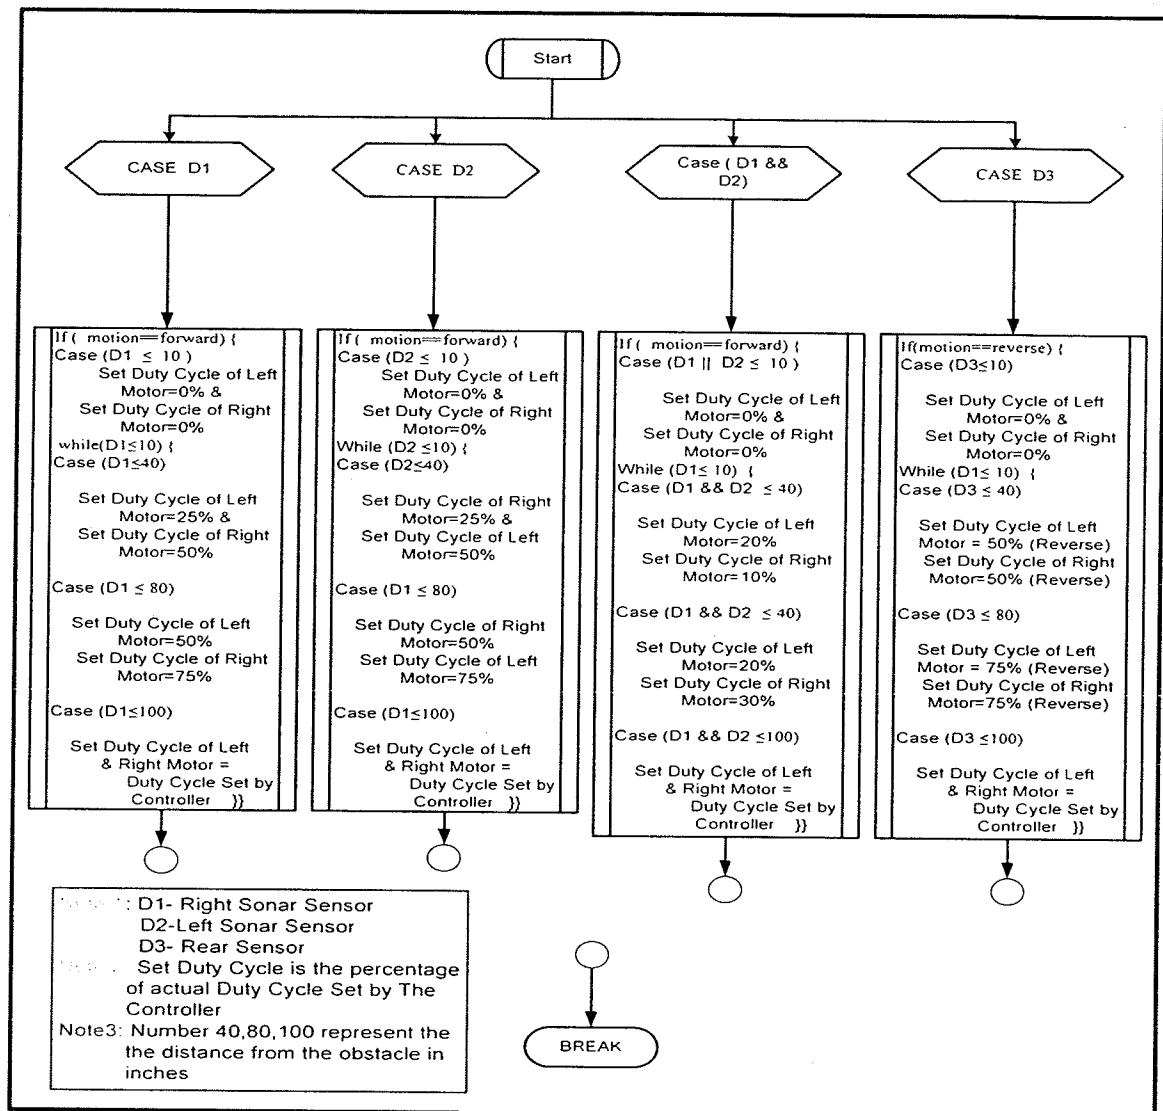 Start
CASE D1
CASE D2
Case ( D1 &&
D2)
CASE D3
If ( motion==forward) {
Case (D1 ≤ 10 )
Set Duty Cycle of Left
Motor=0% &
Set Duty Cycle of Right
Motor=0%
while(D1≤10) {
Case (D1≤40)
Set Duty Cycle of Left
Motor=25% &
Set Duty Cycle of Right
Motor=50%
Case (D1 ≤ 80)
Set Duty Cycle of Left
Motor=50%
Set Duty Cycle of Right
Motor=75%
Case (D1≤100)
Set Duty Cycle of Left
& Right Motor =
Duty Cycle Set by
Controller }}
If ( motion==forward) {
Case (D2 ≤ 10 )
Set Duty Cycle of Left
Motor=0% &
Set Duty Cycle of Right
Motor=0%
While (D2 ≤10) {
Case (D2≤40)
Set Duty Cycle of Right
Motor=25% &
Set Duty Cycle of Left
Motor=50%
Case (D1 ≤ 80)
Set Duty Cycle of Right
Motor=50%
Set Duty Cycle of Left
Motor=75%
Case (D1≤100)
Set Duty Cycle of Left
& Right Motor =
Duty Cycle Set by
Controller }}
If ( motion==forward) {
Case (D1 || D2 ≤ 10 )
Set Duty Cycle of Left
Motor=0% &
Set Duty Cycle of Right
Motor=0%
While (D1≤ 10) {
Case (D1 && D2 ≤ 40)
Set Duty Cycle of Left
Motor=20%
Set Duty Cycle of Right
Motor=10%
Case (D1 && D2 ≤ 40)
Set Duty Cycle of Left
Motor=20%
Set Duty Cycle of Right
Motor=30%
Case (D1 && D2 ≤100)
Set Duty Cycle of Left
& Right Motor =
Duty Cycle Set by
Controller }}
If(motion==reverse) {
Case (D3≤10)
Set Duty Cycle of Left
Motor=0% &
Set Duty Cycle of Right
Motor=0%
While (D1≤ 10) {
Case (D3 ≤ 40)
Set Duty Cycle of Left
Motor = 50% (Reverse)
Set Duty Cycle of Right
Motor=50% (Reverse)
Case (D3 ≤ 80)
Set Duty Cycle of Left
Motor = 75% (Reverse)
Set Duty Cycle of Right
Motor=75% (Reverse)
Case (D3 ≤100)
Set Duty Cycle of Left
& Right Motor =
Duty Cycle Set by
Controller }}
: D1- Right Sonar Sensor
D2-Left Sonar Sensor
D3- Rear Sensor
Set Duty Cycle is the percentage
of actual Duty Cycle Set by The
Controller
Note3: Number 40,80,100 represent the
the distance from the obstacle in
inches
BREAK